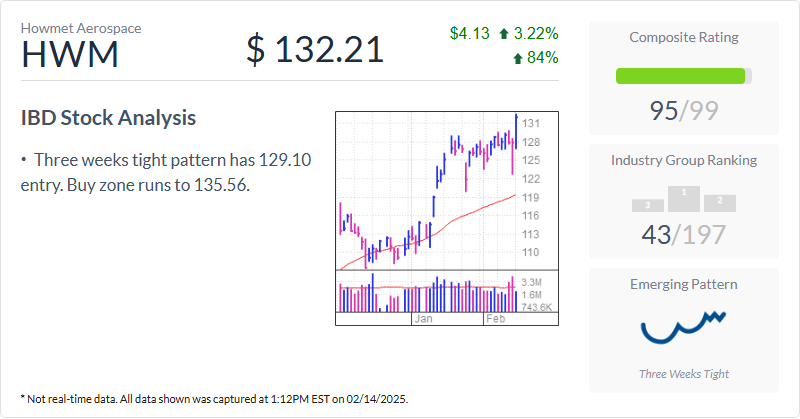 Howmet Aerospace
HWM
$ 132.21
$4.13 3.22%
84%
IBD Stock Analysis
• Three weeks tight pattern has 129.10
entry. Buy zone runs to 135.56.
131
128
125
122
119
116
113
110
3.3M
1.6M
743.6K
Jan
Feb
Composite Rating
95/99
Industry Group Ranking
3
1
2
43/197
Emerging Pattern
Three Weeks Tight
* Not real-time data. All data shown was captured at 1:12PM EST on 02/14/2025.